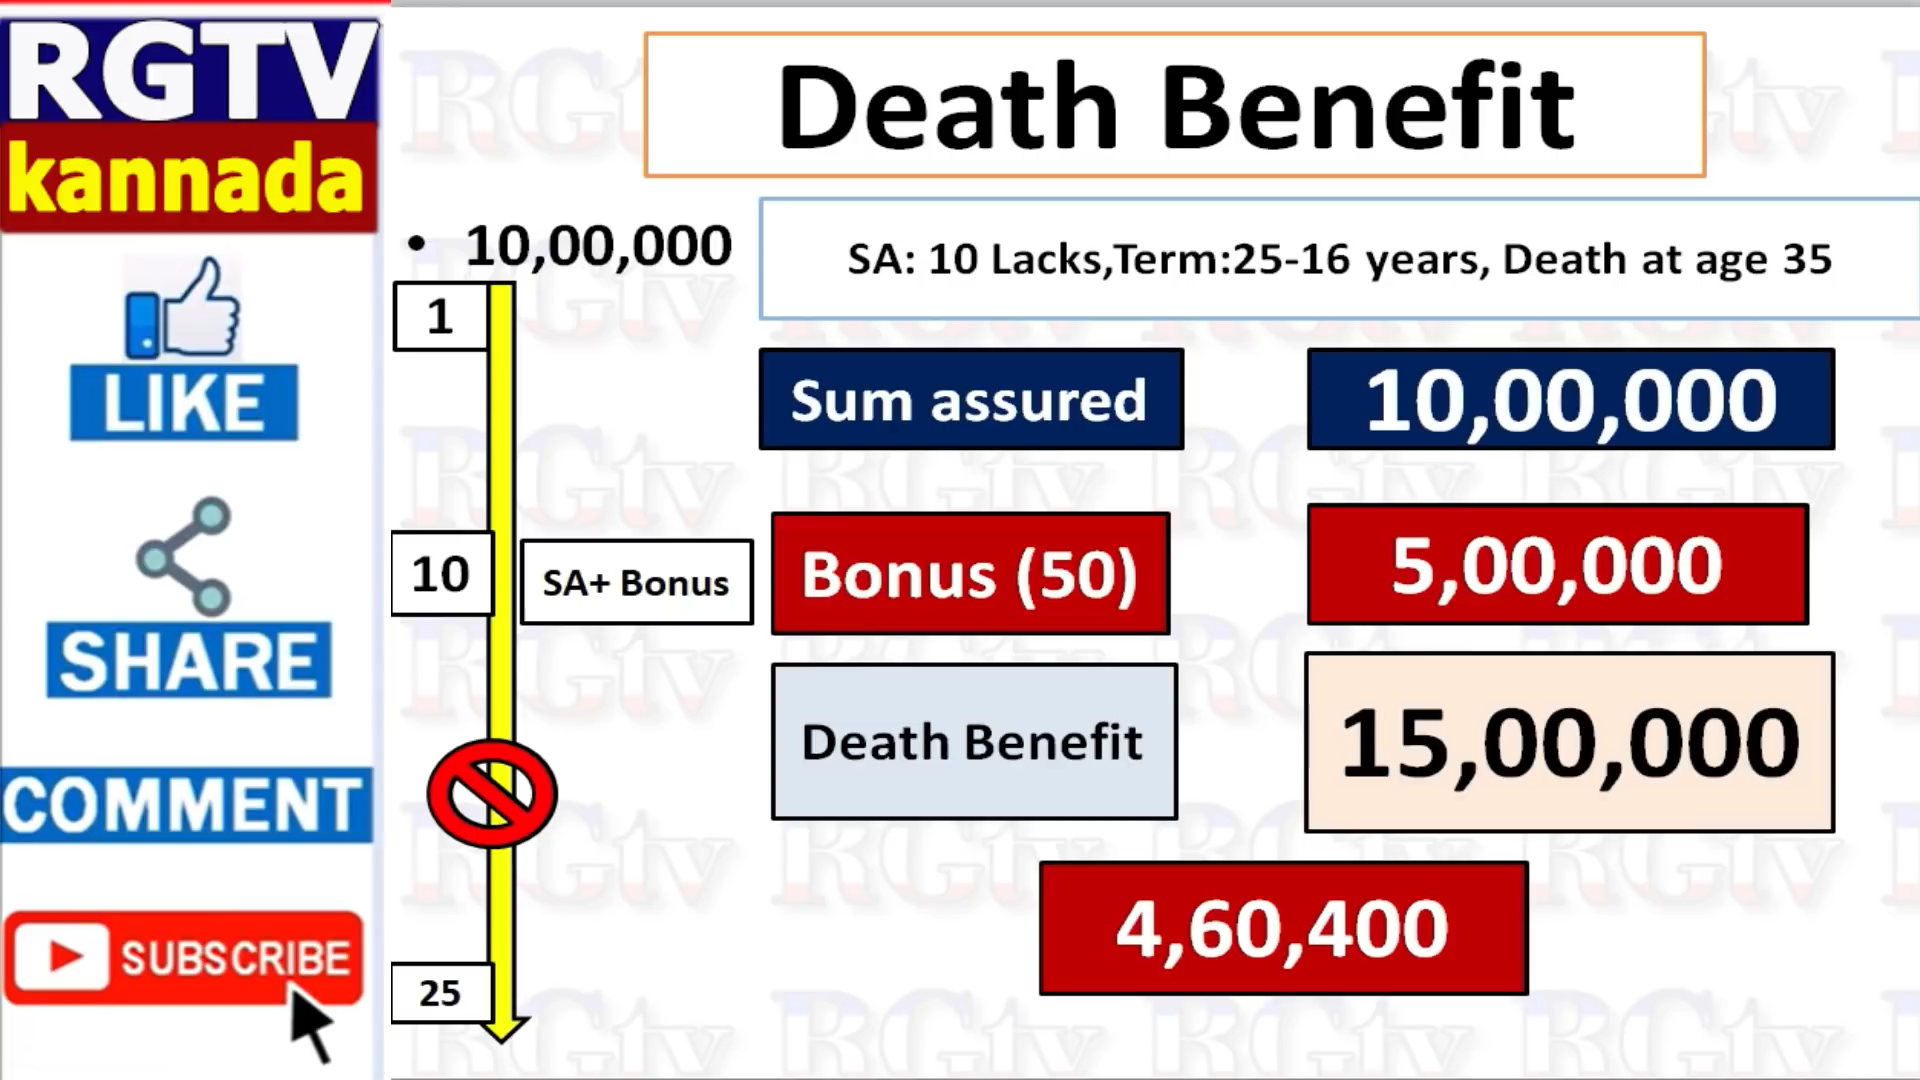 RGTV
kannada
LIKE
SHARE
COMMENT
SUBSCRIBE
Death Benefit
• 10,00,000
SA: 10 Lacks,Term:25-16 years, Death at age 35
1
Sum assured
10,00,000
10
SA+ Bonus
Bonus (50)
5,00,000
Death Benefit
15,00,000
4,60,400
25